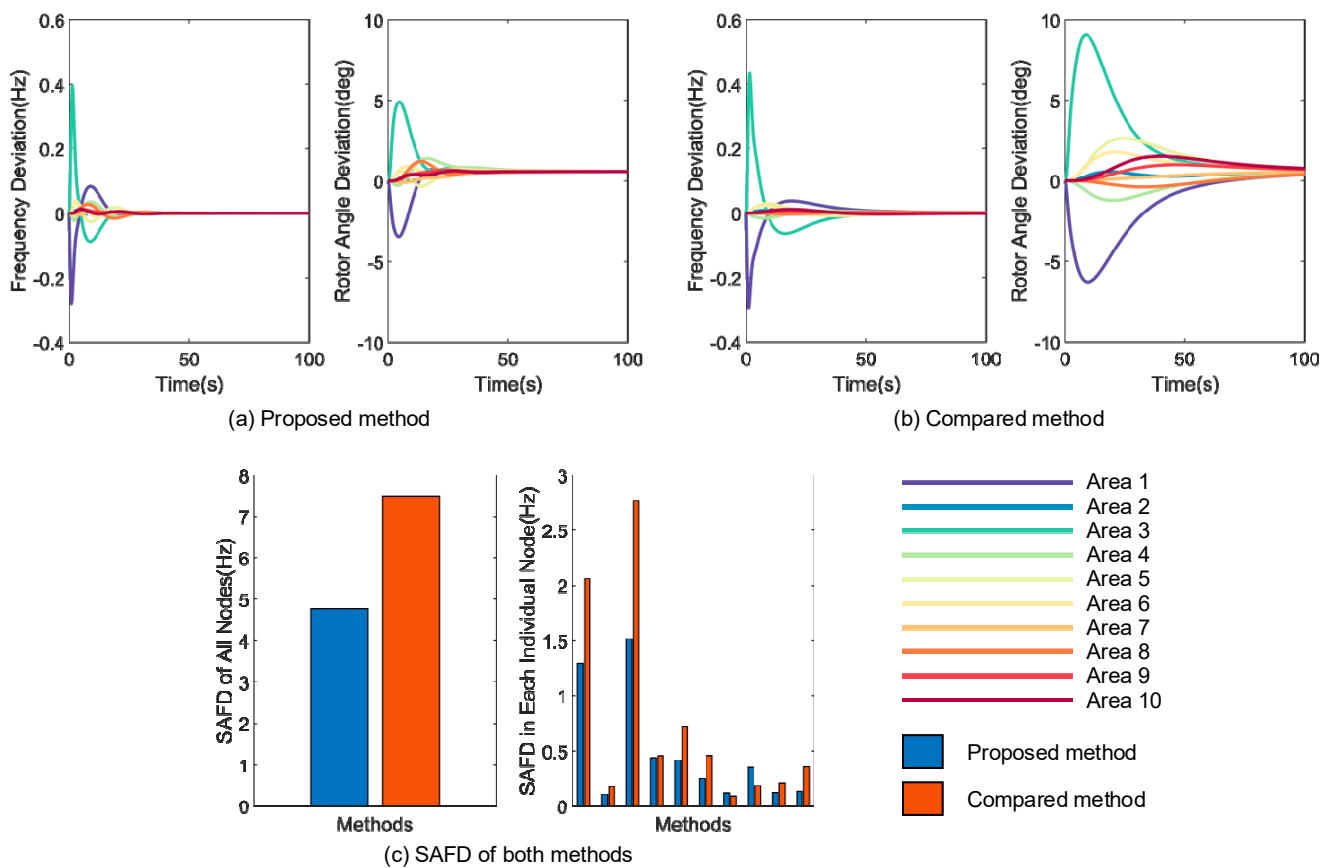 Frequency Deviation(Hz)
0.6
0.4
0.2
0
-0.2
-0.4
0
50
100
Time(s)
Rotor Angle Deviation(deg)
10
5
0
-5
-10
0
50
100
Time(s)
(a) Proposed method
Frequency Deviation(Hz)
0.6
0.4
0.2
0
-0.2
-0.4
0
50
100
Time(s)
Rotor Angle Deviation(deg)
10
5
0
-5
-10
0
50
100
Time(s)
(b) Compared method
SAFD of All Nodes(Hz)
8
7
6
5
4
3
2
1
0
Methods
SAFD in Each Individual Node(Hz)
3
2.5
2
1.5
1
0.5
0
Methods
(c) SAFD of both methods
Area 1
Area 2
Area 3
Area 4
Area 5
Area 6
Area 7
Area 8
Area 9
Area 10
Proposed method
Compared method